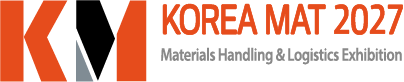 KM
KOREA MAT 2027
Materials Handling & Logistics Exhibition